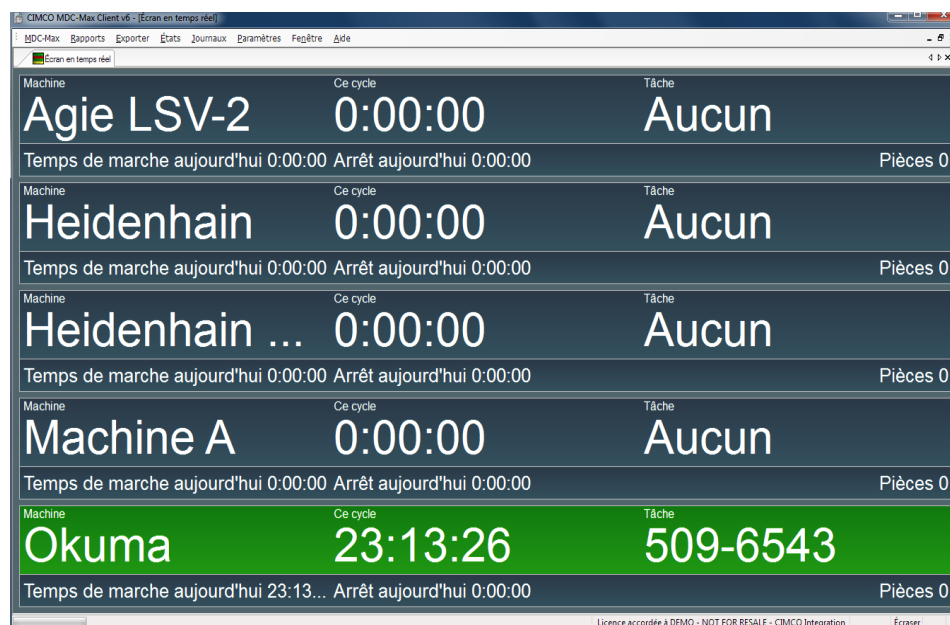 CIMCO MDC-Max Client v6 - [Écran en temps réel]
MDC-Max Rapports Exporter États Journaux Paramètres Fenêtre Aide
Écran en temps réel
Machine Ce cycle Tâche
Agie LSV-2 0:00:00 Aucun
Temps de marche aujourd'hui 0:00:00 Arrêt aujourd'hui 0:00:00 Pièces 0
Machine Ce cycle Tâche
Heidenhain 0:00:00 Aucun
Temps de marche aujourd'hui 0:00:00 Arrêt aujourd'hui 0:00:00 Pièces 0
Machine Ce cycle Tâche
Heidenhain ... 0:00:00 Aucun
Temps de marche aujourd'hui 0:00:00 Arrêt aujourd'hui 0:00:00 Pièces 0
Machine Ce cycle Tâche
Machine A 0:00:00 Aucun
Temps de marche aujourd'hui 0:00:00 Arrêt aujourd'hui 0:00:00 Pièces 0
Machine Ce cycle Tâche
Okuma 23:13:26 509-6543
Temps de marche aujourd'hui 23:13... Arrêt aujourd'hui 0:00:00 Pièces 0
Licence accordée à DEMO - NOT FOR RESALE - CIMCO Integration Écraser